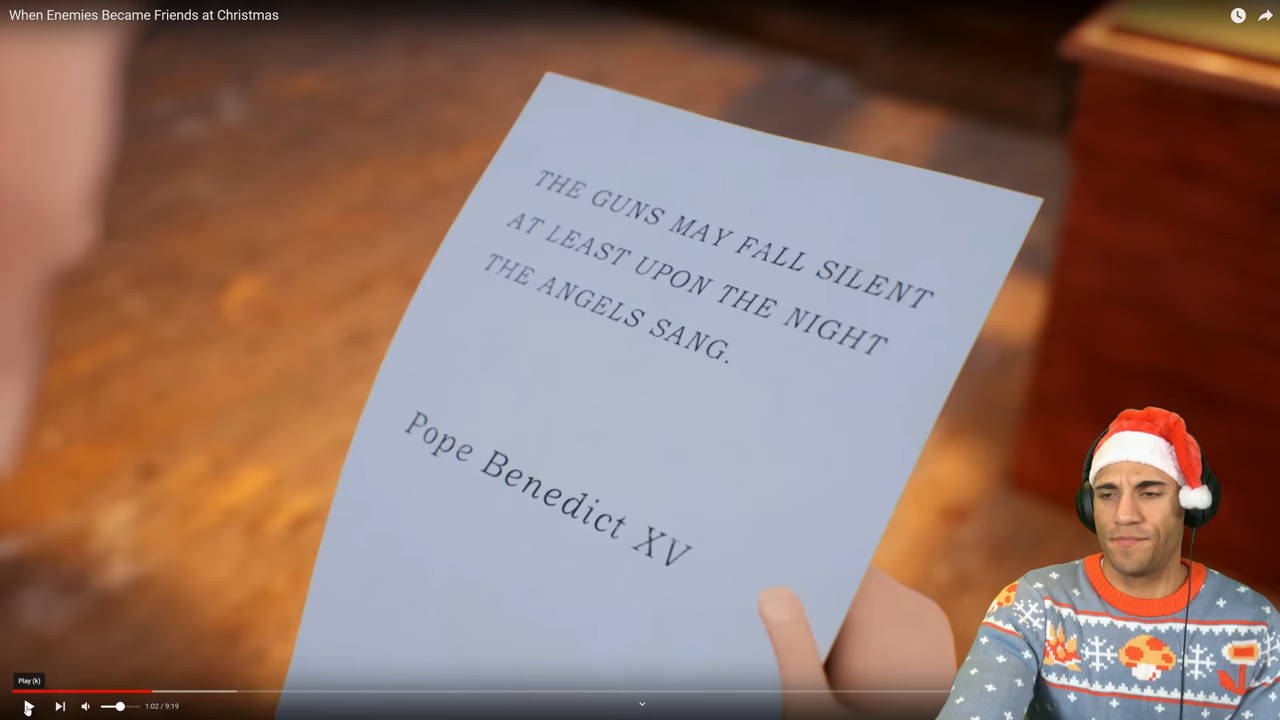 When Enemies Became Friends at Christmas
THE GUNS MAY FALL SILENT
AT LEAST UPON THE NIGHT
THE ANGELS SANG.
Pope Benedict XV
Play (k)
1:02 / 9:19